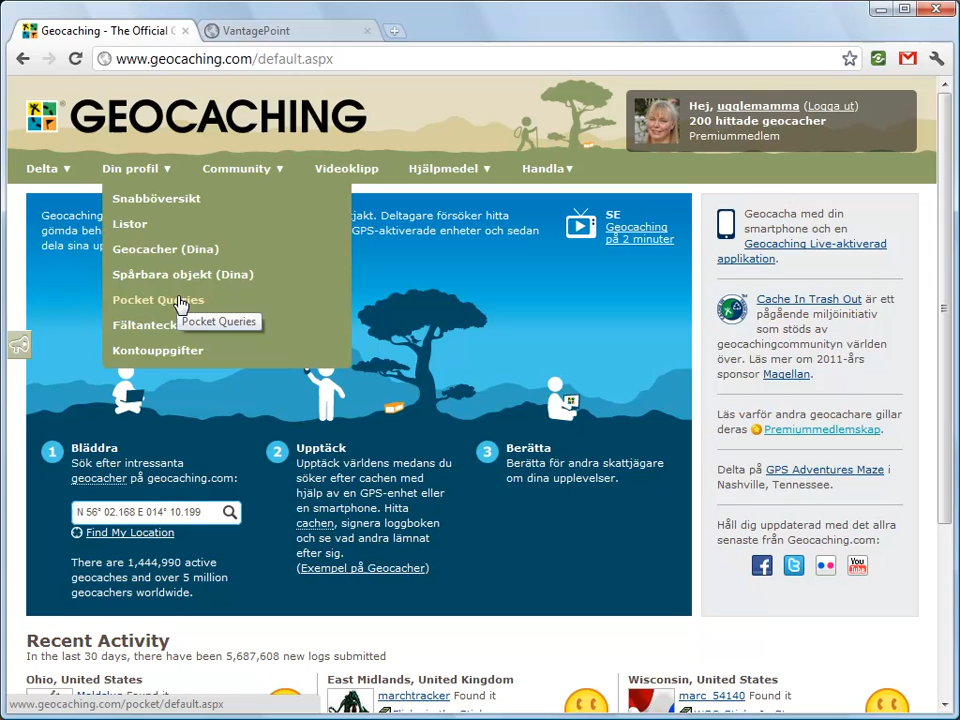 Geocaching - The Official
VantagePoint
www.geocaching.com/default.aspx
GEOCACHING
Hej, ugglemamma (Logga ut)
200 hittade geocacher
Premiummedlem
Delta ▼ Din profil ▼ Community ▼ Videoklipp Hjälpmedel ▼ Handla▼
Snabböversikt
Listor
Geocacher (Dina)
Spårbara objekt (Dina)
Pocket Queries
Pocket Queries
Fältanteck
Kontouppgifter
Geocaching
gömda beh
dela sina up
jakt. Deltagare försöker hitta
GPS-aktiverade enheter och sedan
SE
Geocaching
på 2 minuter
Geocacha med din
smartphone och en
Geocaching Live-aktiverad
applikation.
Cache In Trash Out är ett
pågående miljöinitiativ
som stöds av
geocachingcommunityn världen
över. Läs mer om 2011-års
sponsor Magellan.
Läs varför andra geocachare gillar
deras Premiummedlemskap.
Delta på GPS Adventures Maze i
Nashville, Tennessee.
Håll dig uppdaterad med det allra
senaste från Geocaching.com:
You
Tube
1 Bläddra
Sök efter intressanta
geocacher på geocaching.com:
N 56° 02.168 E 014° 10.199
Find My Location
There are 1,444,990 active
geocaches and over 5 million
geocachers worldwide.
2 Upptäck
Upptäck världens medans du
söker efter cachen med
hjälp av en GPS-enhet eller
en smartphone. Hitta
cachen, signera loggboken
och se vad andra lämnat
efter sig.
(Exempel på Geocacher)
3 Berätta
Berätta för andra skattjägare
om dina upplevelser.
Recent Activity
In the last 30 days, there have been 5,687,608 new logs submitted
Ohio, United States
Found it
East Midlands, United Kingdom
marchtracker Found it
Wisconsin, United States
marc_54140 Found it
www.geocaching.com/pocket/default.aspx